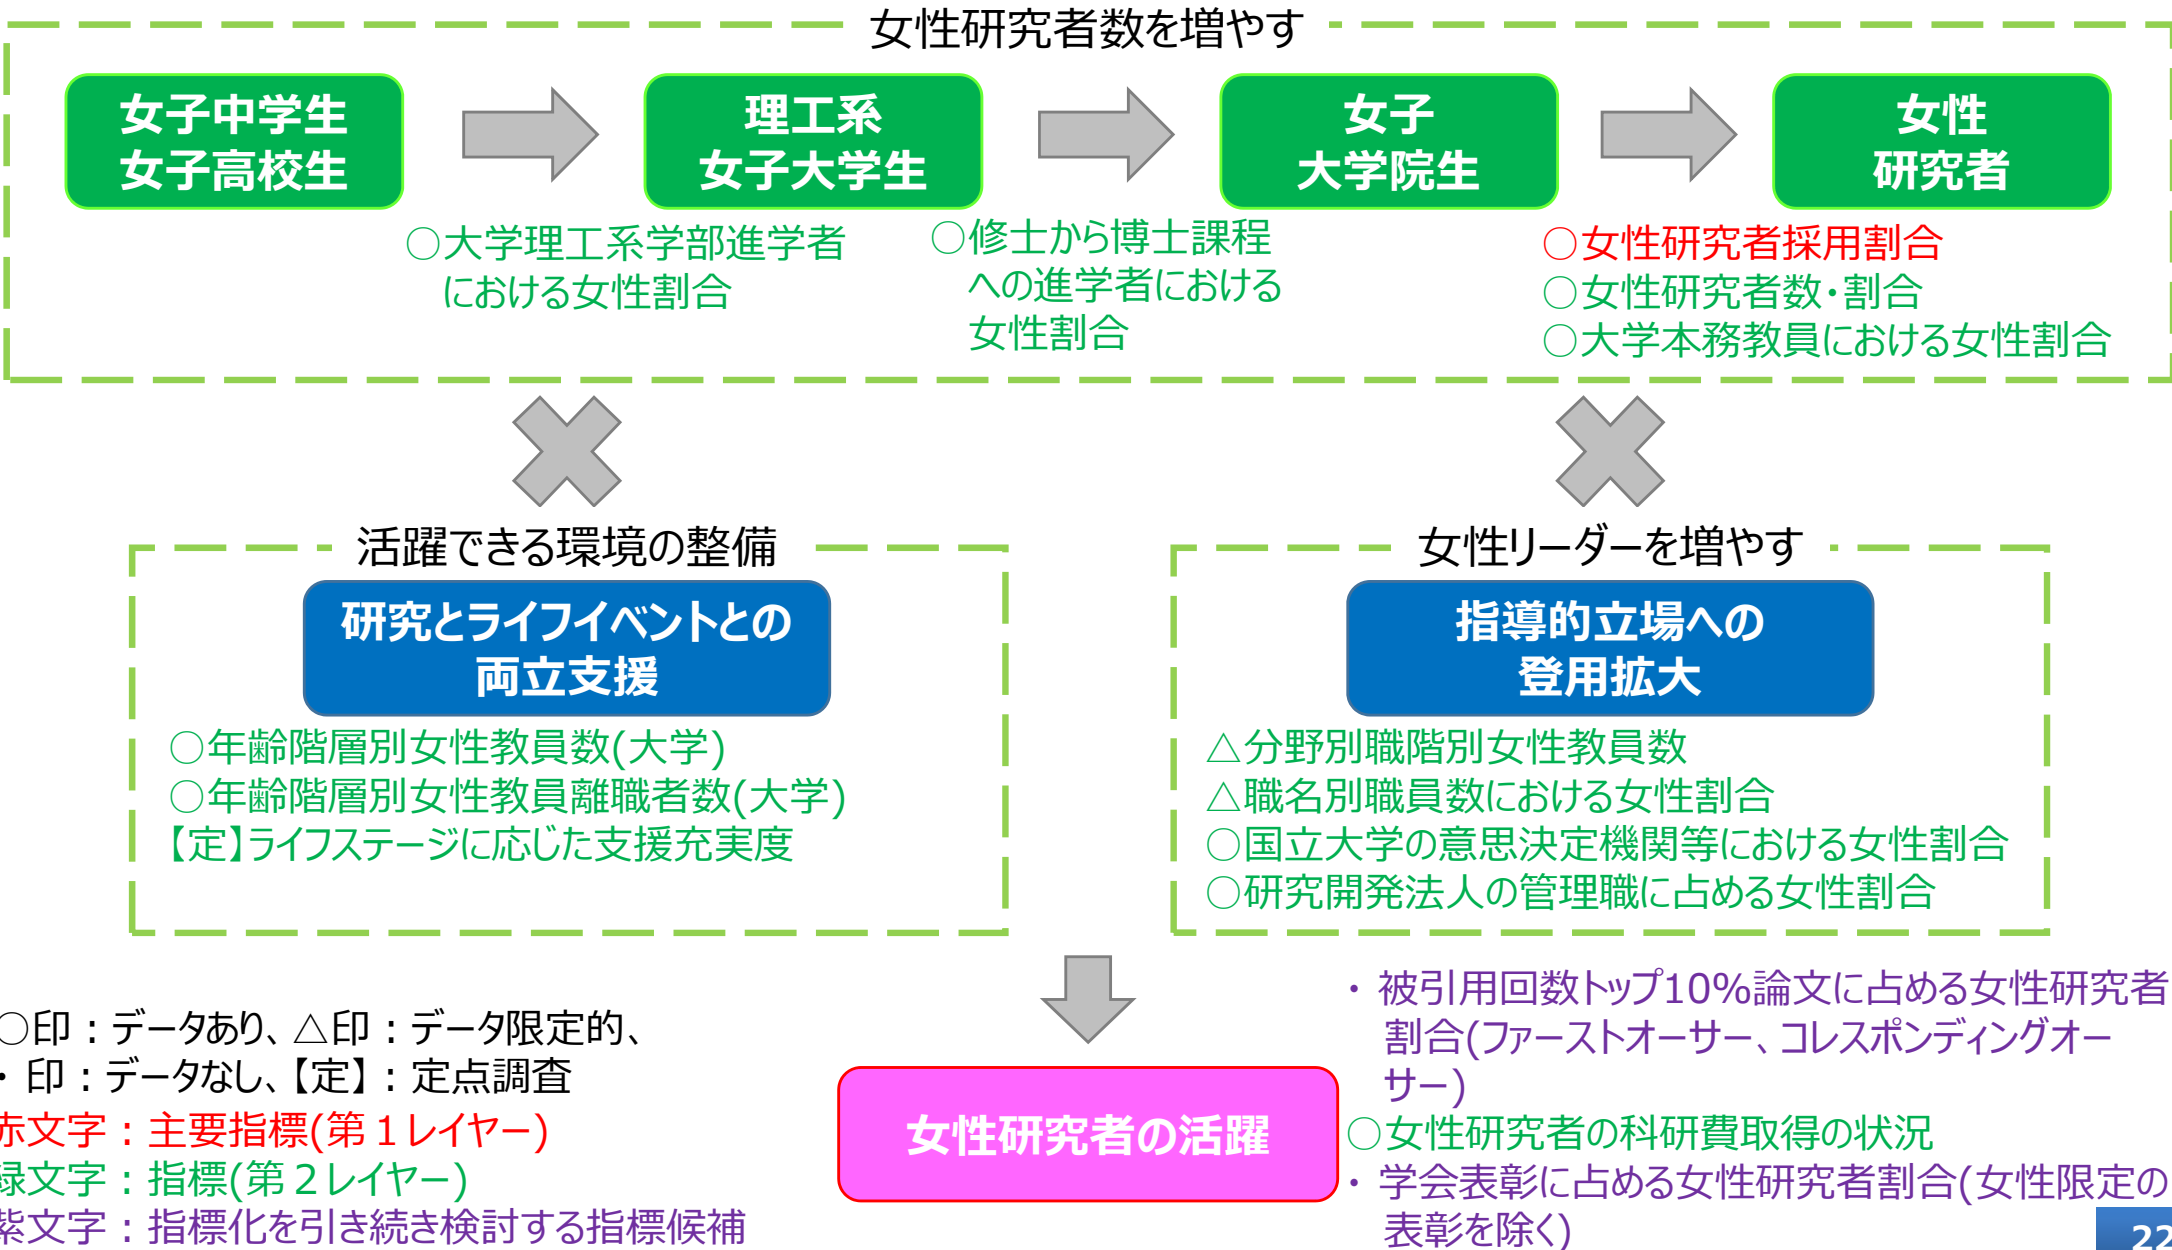 女性研究者数を増やす
女子中学生
女子高校生
理工系
女子大学生
女子
大学院生
女性
研究者
○大学理工系学部進学者
における女性割合
○修士から博士課程
への進学者における
女性割合
○女性研究者採用割合
○女性研究者数・割合
○大学本務教員における女性割合
活躍できる環境の整備
研究とライフイベントとの
両立支援
○年齢階層別女性教員数(大学)
○年齢階層別女性教員離職者数(大学)
【定】ライフステージに応じた支援充実度
女性リーダーを増やす
指導的立場への
登用拡大
△分野別職階別女性教員数
△職名別職員数における女性割合
○国立大学の意思決定機関等における女性割合
○研究開発法人の管理職に占める女性割合
○印：データあり、△印：データ限定的、
・印：データなし、【定】：定点調査
赤文字：主要指標(第１レイヤー)
緑文字：指標(第２レイヤー)
紫文字：指標化を引き続き検討する指標候補
女性研究者の活躍
・被引用回数トップ10%論文に占める女性研究者
割合(ファーストオーサー、コレスポンディングオー
サー)
○女性研究者の科研費取得の状況
・学会表彰に占める女性研究者割合(女性限定の
表彰を除く)
22